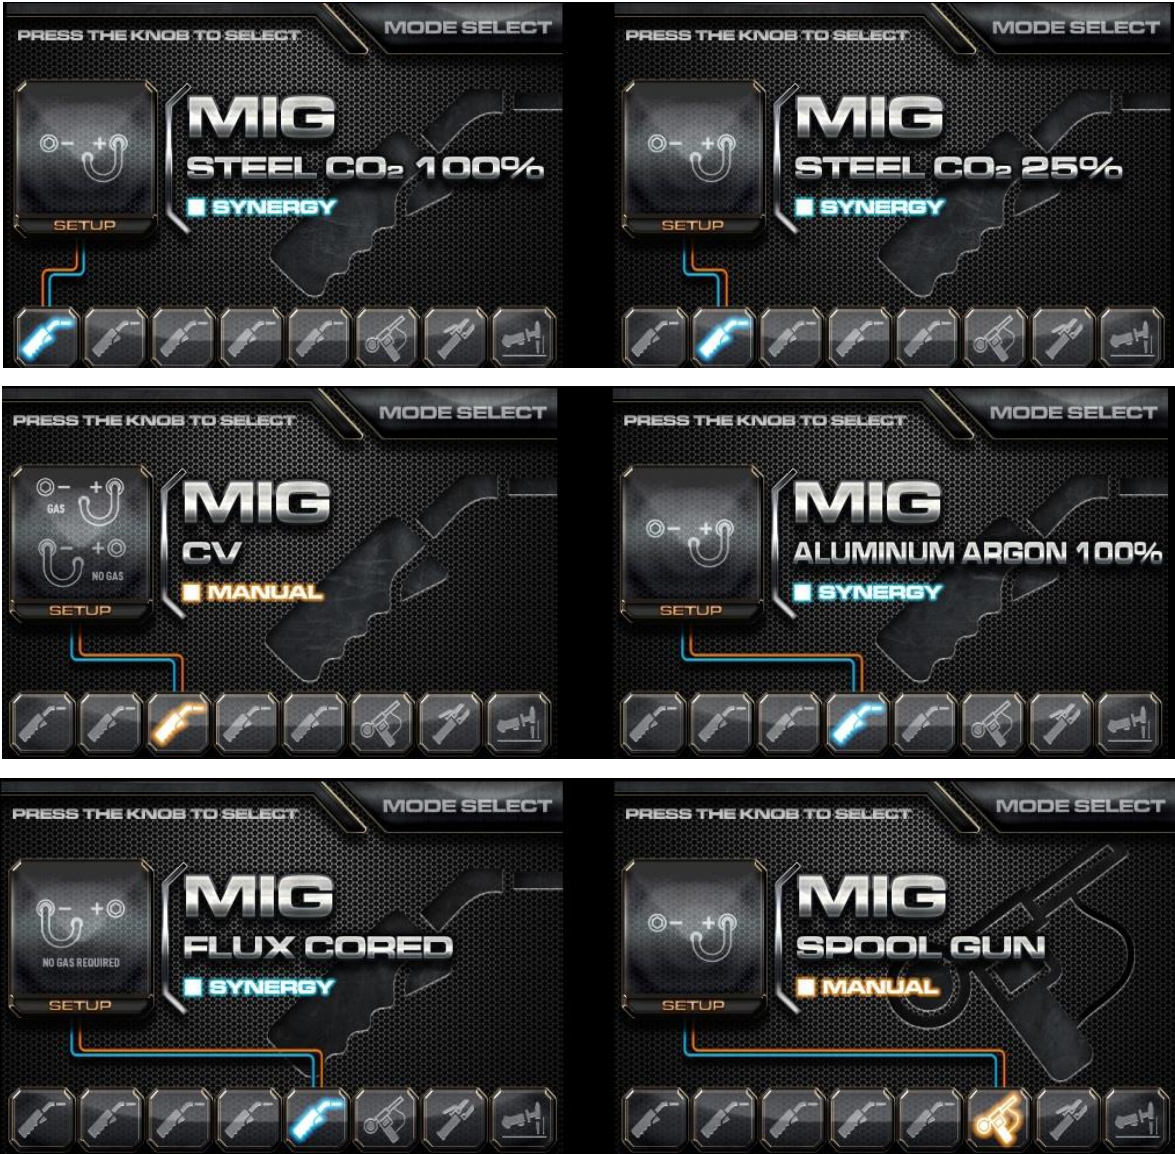 PRESS THE KNOB TO SELECT
MODE SELECT
- +
MIG
STEEL CO₂ 100%
SYNERGY
SETUP
PRESS THE KNOB TO SELECT
MODE SELECT
- +
MIG
STEEL CO₂ 25%
SYNERGY
SETUP
PRESS THE KNOB TO SELECT
MODE SELECT
- +
GAS
- +
NO GAS
MIG
CV
MANUAL
SETUP
PRESS THE KNOB TO SELECT
MODE SELECT
- +
MIG
ALUMINUM ARGON 100%
SYNERGY
SETUP
PRESS THE KNOB TO SELECT
MODE SELECT
- +
NO GAS REQUIRED
MIG
FLUX CORED
SYNERGY
SETUP
PRESS THE KNOB TO SELECT
MODE SELECT
- +
MIG
SPOOL GUN
MANUAL
SETUP